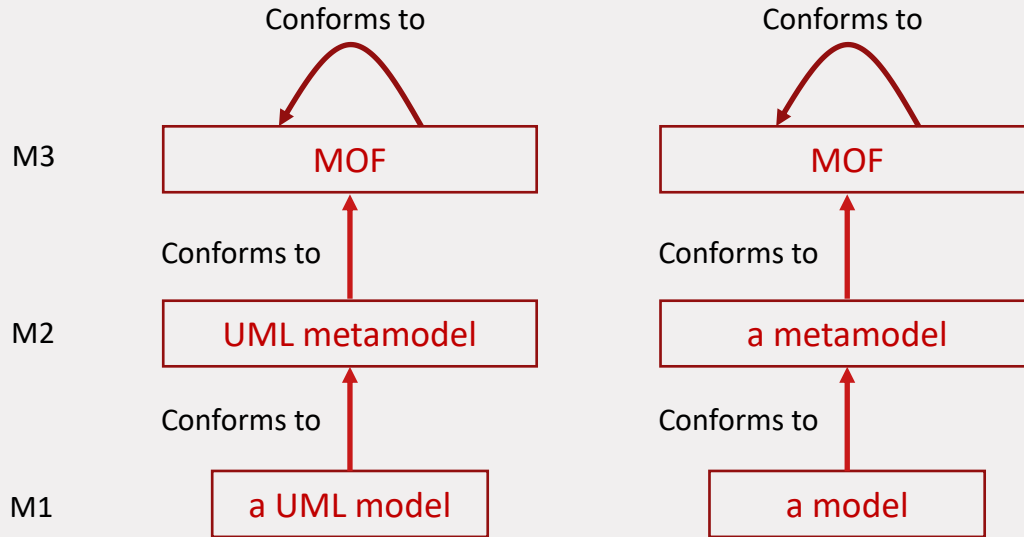 Conforms to Conforms to
M3 MOF MOF
Conforms to Conforms to
M2 UML metamodel a metamodel
Conforms to Conforms to
M1 a UML model a model